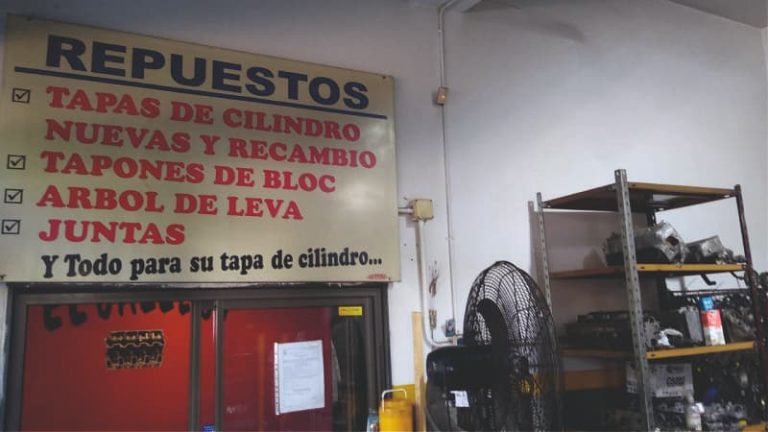 REPUESTOS
TAPAS DE CILINDRO
NUEVAS Y RECAMBIO
TAPONES DE BLOC
ARBOL DE LEVA
JUNTAS
Y Todo para su tapa de cilindro...